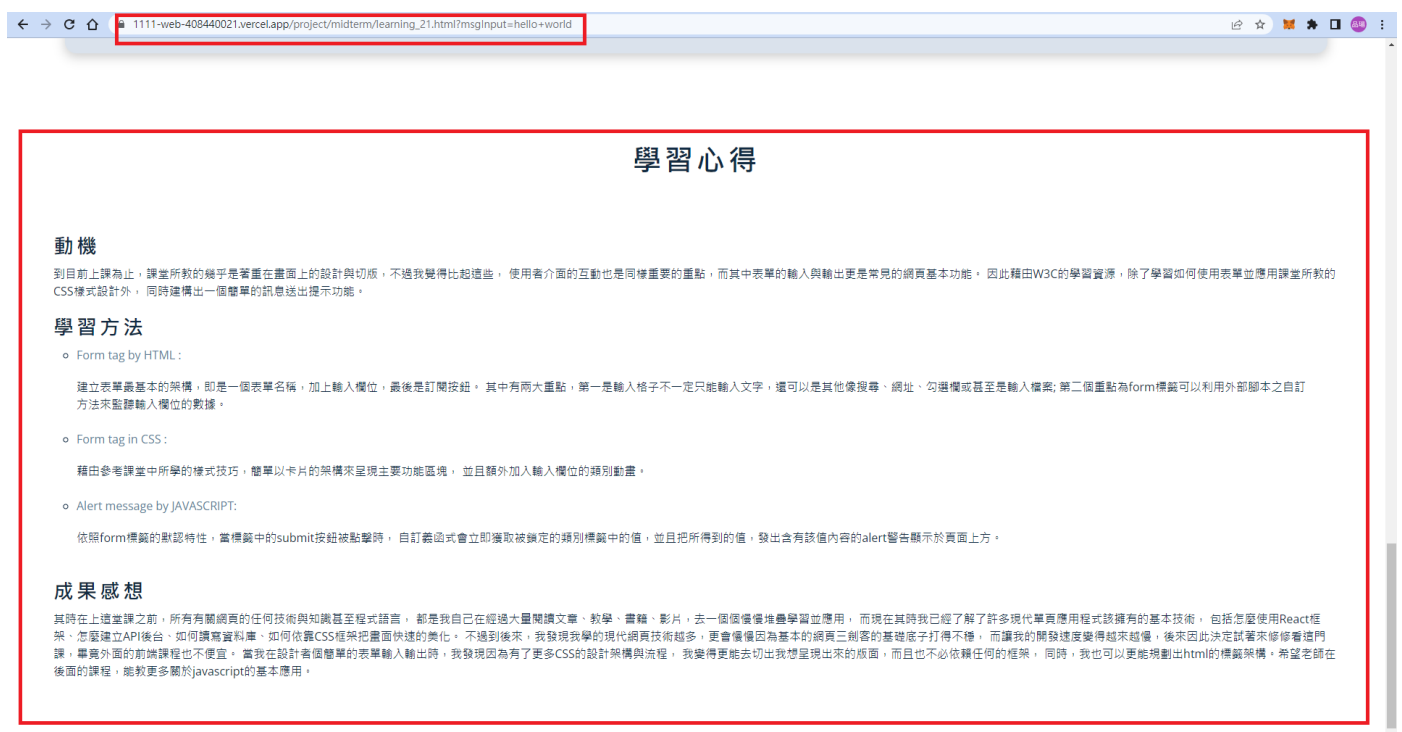 1111-web-408440021.vercel.app/project/midterm/learning_21.html?msgInput=hello+world
學習心得
動機
到目前上課為止，課堂所教的幾乎是著重在畫面上的設計與切版，不過我覺得比起這些， 使用者介面的互動也是同樣重要的重點，而其中表單的輸入與輸出更是常見的網頁基本功能。 因此藉由W3C的學習資源，除了學習如何使用表單並應用課堂所教的
CSS樣式設計外， 同時建構出一個簡單的訊息送出提示功能。
學習方法
Form tag by HTML :
建立表單最基本的架構，即是一個表單名稱，加上輸入欄位，最後是訂閱按鈕。 其中有兩大重點，第一是輸入格子不一定只能輸入文字，還可以是其他像搜尋、網址、勾選欄或甚至是輸入檔案; 第二個重點為form標籤可以利用外部腳本之自訂
方法來監聽輸入欄位的數據。
Form tag in CSS :
藉由參考課堂中所學的樣式技巧，簡單以卡片的架構來呈現主要功能區塊， 並且額外加入輸入欄位的類別動畫。
Alert message by JAVASCRIPT:
依照form標籤的默認特性，當標籤中的submit按鈕被點擊時， 自訂義函式會立即獲取被鎖定的類別標籤中的值，並且把所得到的值，發出含有該值內容的alert警告顯示於頁面上方。
成果感想
其時在上這堂課之前，所有有關網頁的任何技術與知識甚至程式語言， 都是我自己在經過大量閱讀文章、教學、書籍、影片，去一個個慢慢堆疊學習並應用， 而現在其時我已經了解了許多現代單頁應用程式該擁有的基本技術， 包括怎麼使用React框
架、怎麼建立API後台、如何讀寫資料庫、如何依靠CSS框架把畫面快速的美化。 不過到後來，我發現我學的現代網頁技術越多，更會慢慢因為基本的網頁三劍客的基礎底子打得不穩， 而讓我的開發速度變得越來越慢，後來因此決定試著來修修看這門
課，畢竟外面的前端課程也不便宜。 當我在設計者個簡單的表單輸入輸出時，我發現因為有了更多CSS的設計架構與流程， 我變得更能去切出我想呈現出來的版面，而且也不必依賴任何的框架， 同時，我也可以更能規劃出html的標籤架構。希望老師在
後面的課程，能教更多關於javascript的基本應用。